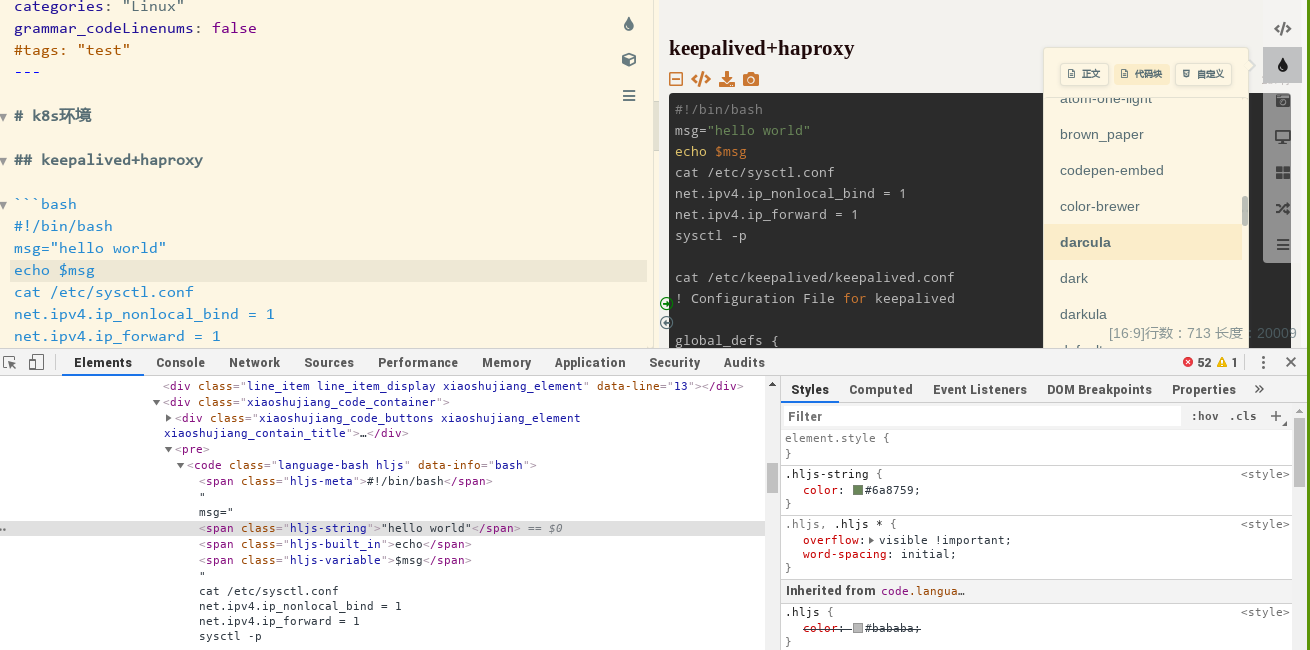 categories: "Linux"
grammar_codeLinenums: false
#tags: "test"
---
# k8s环境
## keepalived+haproxy
```bash
#!/bin/bash
msg="hello world"
echo $msg
cat /etc/sysctl.conf
net.ipv4.ip_nonlocal_bind = 1
net.ipv4.ip_forward = 1
keepalived+haproxy
#!/bin/bash
msg="hello world"
echo $msg
cat /etc/sysctl.conf
net.ipv4.ip_nonlocal_bind = 1
net.ipv4.ip_forward = 1
sysctl -p
cat /etc/keepalived/keepalived.conf
! Configuration File for keepalived
global_defs {
正文 代码块 自定义
atom-one-light
brown_paper
codepen-embed
color-brewer
darcula
dark
darkula
[16:9]行数：713 长度：20009
Elements Console Network Sources Performance Memory Application Security Audits 52 1
<div class="line_item line_item_display xiaoshujiang_element" data-line="13"></div>
<div class="xiaoshujiang_code_container">
<div class="xiaoshujiang_code_buttons xiaoshujiang_element
xiaoshujiang_contain_title">…</div>
<pre>
<code class="language-bash hljs" data-info="bash">
<span class="hljs-meta">#!/bin/bash</span>
"
msg="
<span class="hljs-string">"hello world"</span> == $0
<span class="hljs-built_in">echo</span>
<span class="hljs-variable">$msg</span>
"
cat /etc/sysctl.conf
net.ipv4.ip_nonlocal_bind = 1
net.ipv4.ip_forward = 1
sysctl -p
Styles Computed Event Listeners DOM Breakpoints Properties »
Filter :hov .cls +
element.style {
}
.hljs-string { <style>
color: #6a8759;
}
.hljs, .hljs * { <style>
overflow: visible !important;
word-spacing: initial;
}
Inherited from code.langua…
.hljs { <style>
color: #bababa;
}